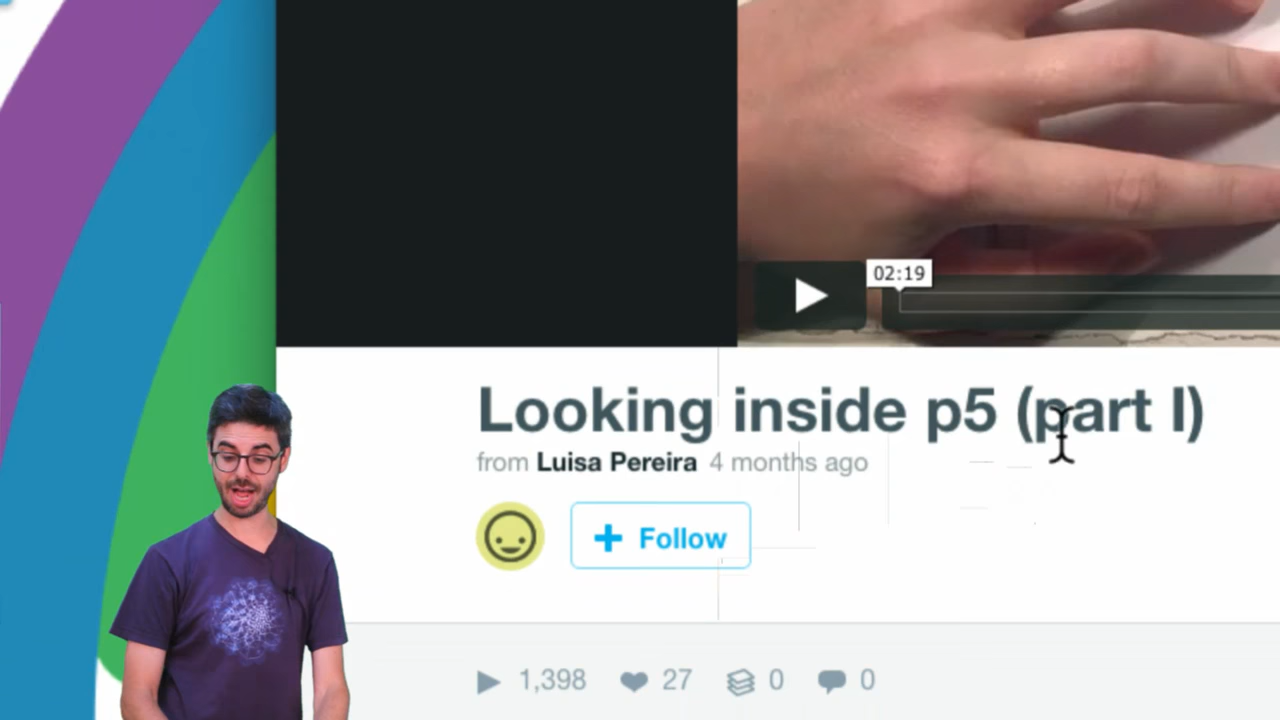 02:19
Looking inside p5 (part I)
from Luisa Pereira 4 months ago
+ Follow
1,398 27 0 0